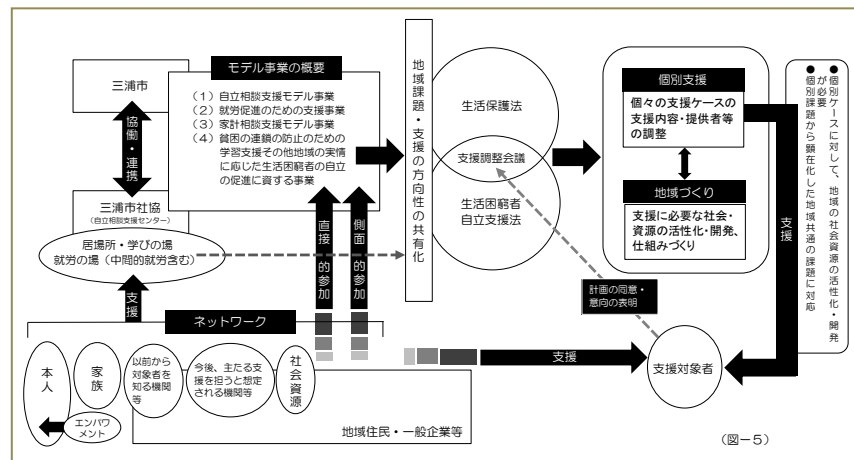 三浦市
協働・連携
三浦市社協
(自立相談支援センター)
居場所・学びの場
就労の場(中間的就労含む)
支援
モデル事業の概要
(1)自立相談支援モデル事業
(2)就労促進のための支援事業
(3)家計相談支援モデル事業
(4)貧困の連鎖の防止のための
学習支援その他地域の実情
に応じた生活困窮者の自立
の促進に資する事業
直接的参加
側面的参加
地域課題・支援の方向性の共有化
生活保護法
支援調整会議
生活困窮者
自立支援法
個別支援
個々の支援ケースの
支援内容・提供者等
の調整
地域づくり
支援に必要な社会・
資源の活性化・開発、
仕組みづくり
支援
●個別ケースに対して、地域の社会資源の活性化・開発
が必要
●個別課題から顕在化した地域共通の課題に対応
計画の同意・
意向の表明
ネットワーク
本人
家族
以前から
対象者を
知る機関
等
今後、主たる支
援を担うと想定
される機関等
社会資源
エンパワ
メント
地域住民・一般企業等
支援
支援対象者
(図ー5)